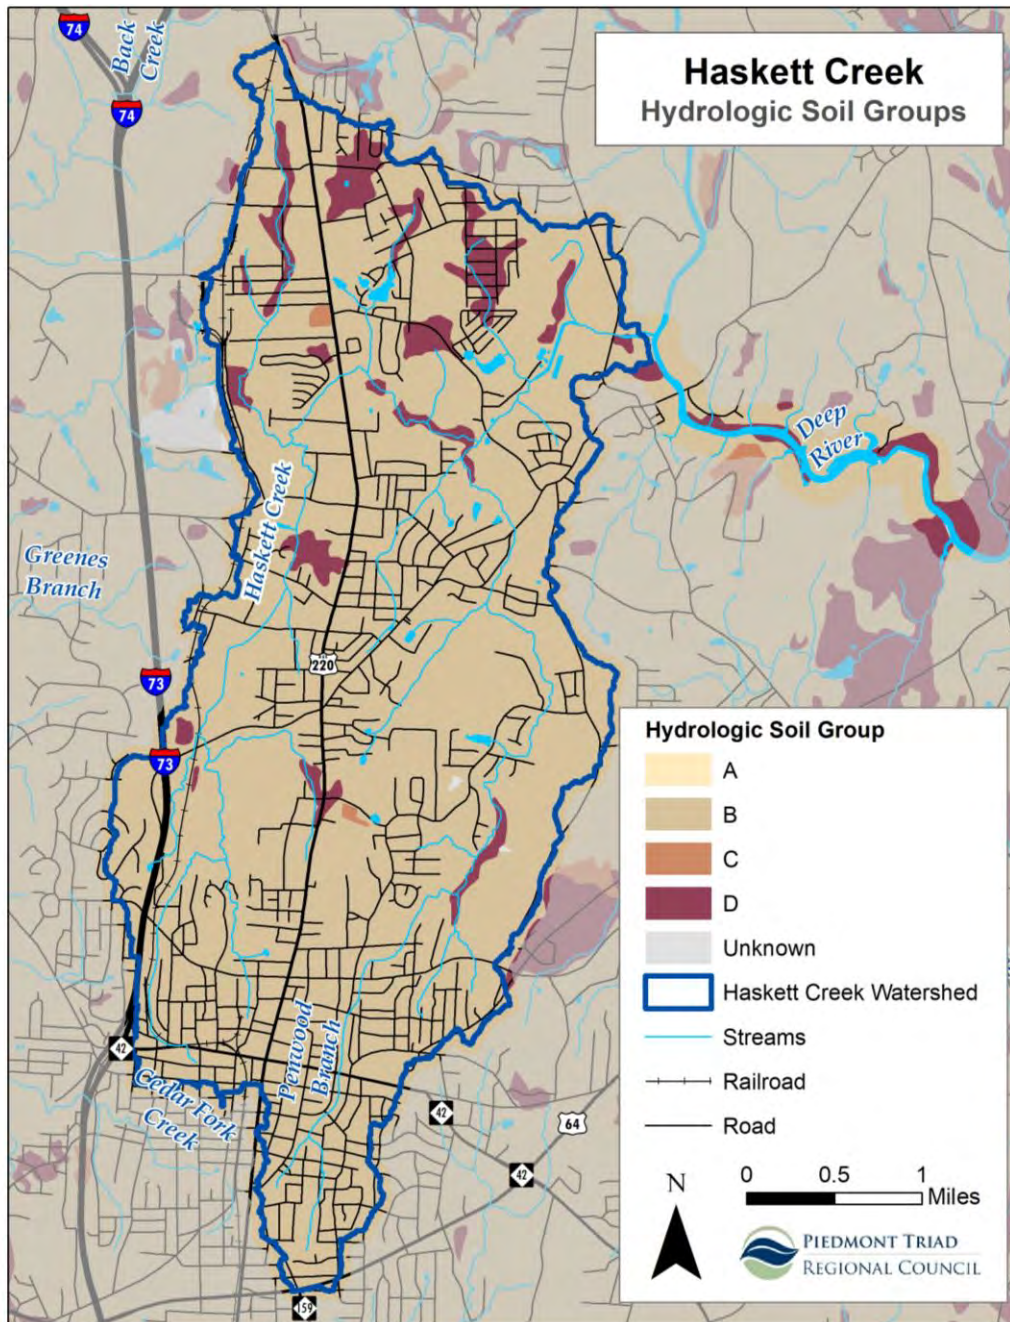 Haskett Creek
Hydrologic Soil Groups
74
Back
Creek
74
Deep
River
Haskett Creek
Greenes
Branch
220
73
73
Hydrologic Soil Group
A
B
C
D
Unknown
Haskett Creek Watershed
Streams
Railroad
Road
42
Penwood
Branch
Cedar Fork
Creek
42
64
42
159
N
0 0.5 1
Miles
PIEDMONT TRIAD
REGIONAL COUNCIL